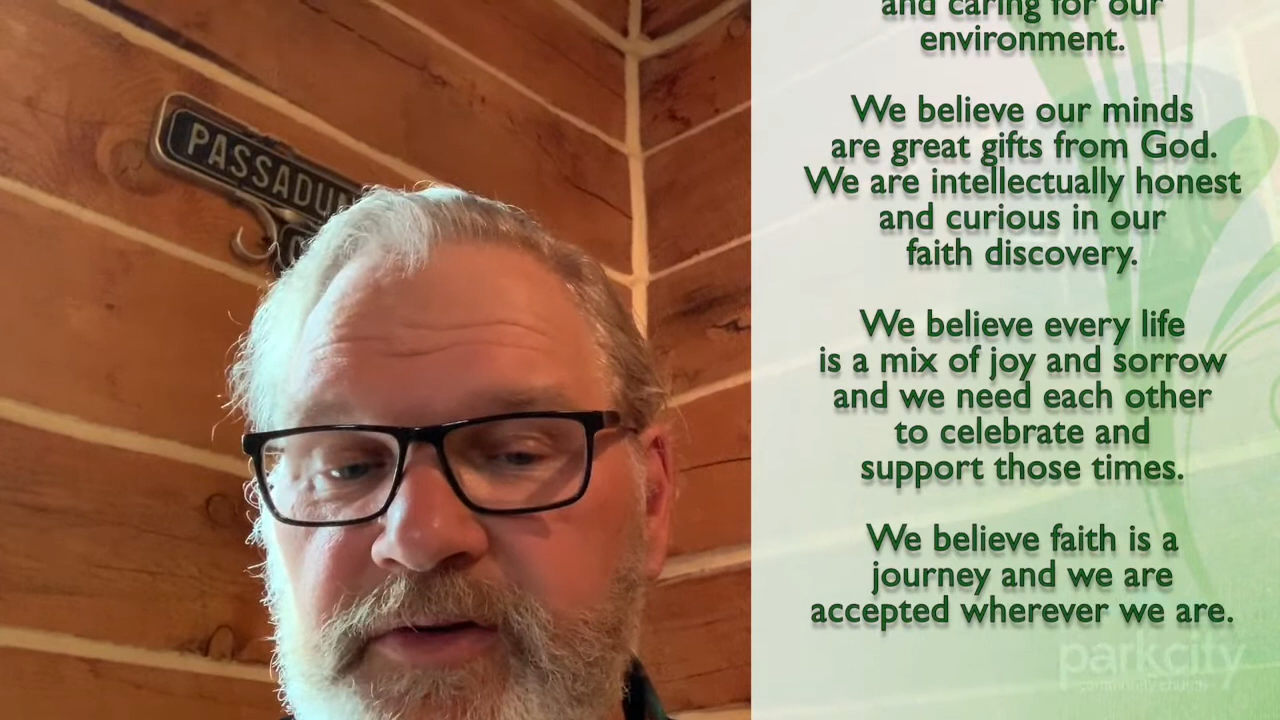 PASSADUN
and caring for our
environment.
We believe our minds
are great gifts from God.
We are intellectually honest
and curious in our
faith discovery.
We believe every life
is a mix of joy and sorrow
and we need each other
to celebrate and
support those times.
We believe faith is a
journey and we are
accepted wherever we are.
parkcity
community church